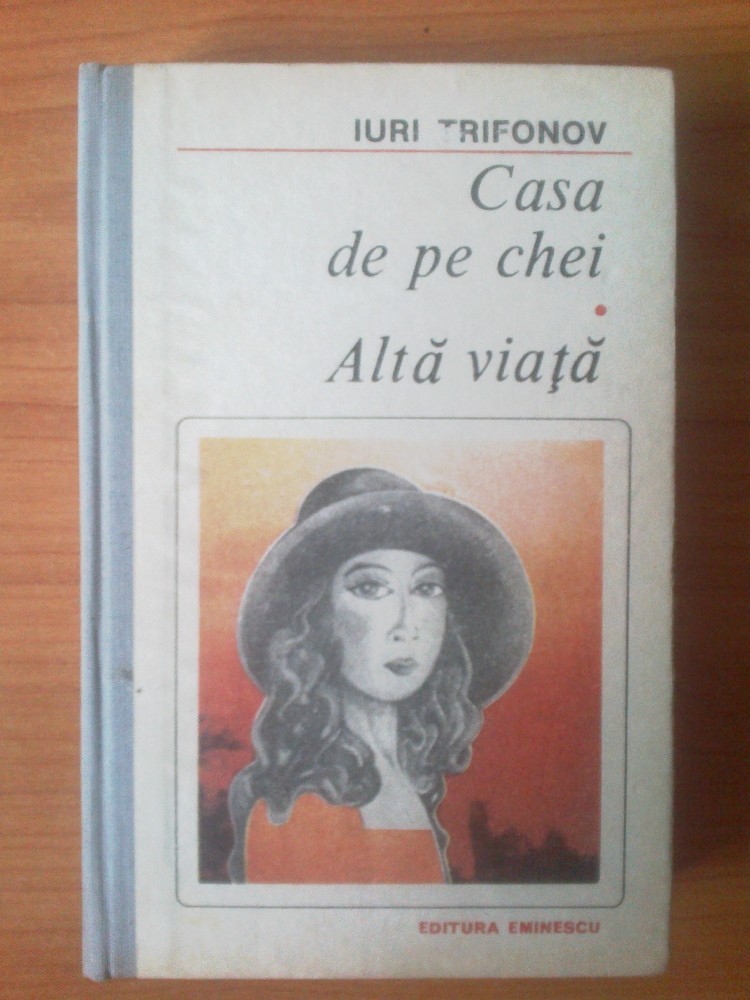 IURI TRIFONOV
Casa
de pe chei
•
Altă viaţă
EDITURA EMINESCU